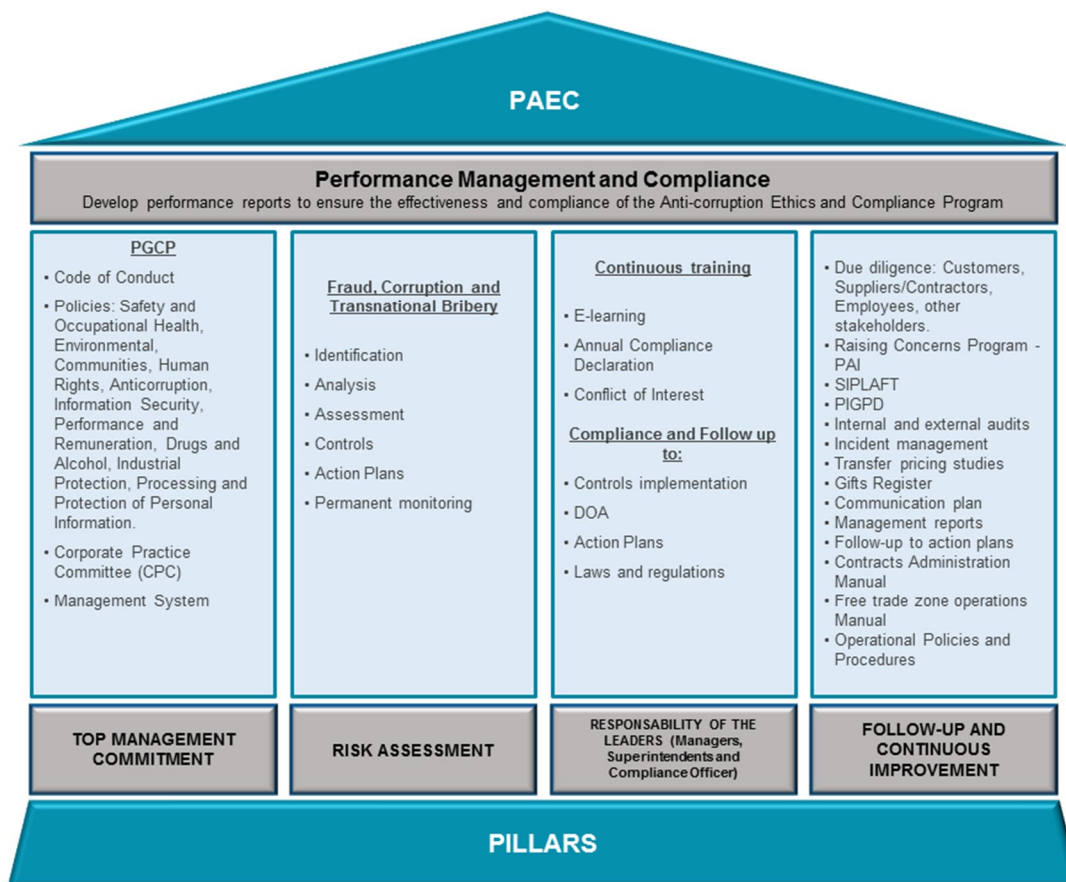 PAEC
Performance Management and Compliance
Develop performance reports to ensure the effectiveness and compliance of the Anti-corruption Ethics and Compliance Program
PGCP
• Code of Conduct
• Policies: Safety and
Occupational Health,
Environmental,
Communities, Human
Rights, Anticorruption,
Information Security,
Performance and
Remuneration, Drugs and
Alcohol, Industrial
Protection, Processing and
Protection of Personal
Information.
• Corporate Practice
Committee (CPC)
• Management System
TOP MANAGEMENT
COMMITMENT
Fraud, Corruption and
Transnational Bribery
• Identification
• Analysis
• Assessment
• Controls
• Action Plans
• Permanent monitoring
RISK ASSESSMENT
Continuous training
• E-learning
• Annual Compliance
Declaration
• Conflict of Interest
Compliance and Follow up
to:
• Controls implementation
• DOA
• Action Plans
• Laws and regulations
RESPONSABILITY OF THE
LEADERS (Managers,
Superintendents and
Compliance Officer)
• Due diligence: Customers,
Suppliers/Contractors,
Employees, other
stakeholders.
• Raising Concerns Program -
PAI
• SIPLAFT
• PIGPD
• Internal and external audits
• Incident management
• Transfer pricing studies
• Gifts Register
• Communication plan
• Management reports
• Follow-up to action plans
• Contracts Administration
Manual
• Free trade zone operations
Manual
• Operational Policies and
Procedures
FOLLOW-UP AND
CONTINUOUS
IMPROVEMENT
PILLARS